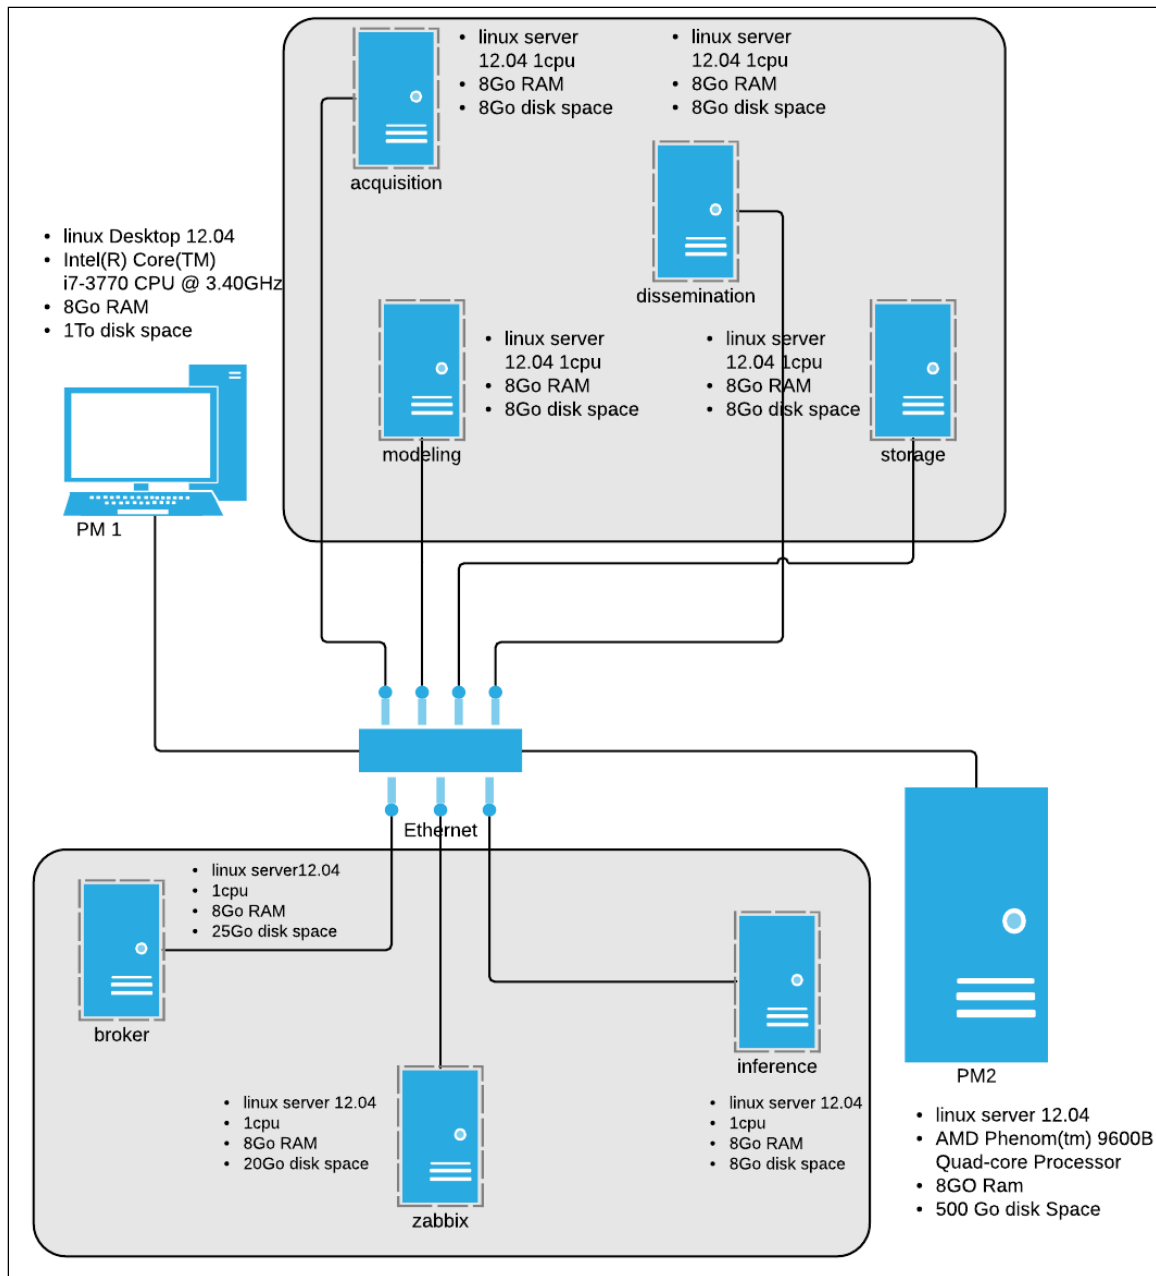 • linux server
12.04 1cpu
• 8Go RAM
• 8Go disk space
• linux server
12.04 1cpu
• 8Go RAM
• 8Go disk space
acquisition
dissemination
• linux Desktop 12.04
• Intel(R) Core(TM)
i7-3770 CPU @ 3.40GHz
• 8Go RAM
• 1To disk space
• linux server
12.04 1cpu
• 8Go RAM
• 8Go disk space
• linux server
12.04 1cpu
• 8Go RAM
• 8Go disk space
modeling
storage
PM 1
Ethernet
• linux server12.04
• 1cpu
• 8Go RAM
• 25Go disk space
broker
inference
PM2
• linux server 12.04
• 1cpu
• 8Go RAM
• 20Go disk space
zabbix
• linux server 12.04
• 1cpu
• 8Go RAM
• 8Go disk space
• linux server 12.04
• AMD Phenom(tm) 9600B
Quad-core Processor
• 8GO Ram
• 500 Go disk Space